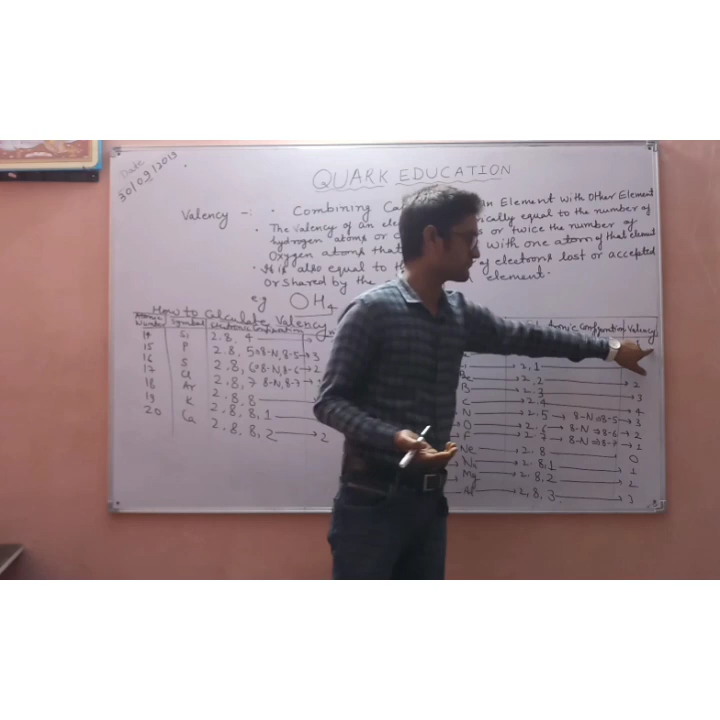 Date
30/09/2019
QUARK EDUCATION
Valency -: • Combining an Element with Other Element
• The valency of an equal to the number of
hydrogen atoms or or twice the number of
Oxygen atoms that with one atom of that element
• It is also equal to th of electrons lost or accepted
or shared by the element.
eg OH4
How to Calculate Valency
Atomic Number Symbol Electronic Configuration
14 Si 2.8, 4
15 P 2.8, 5 8-N, 8-5→3
16 S 2.8, 6 8-N, 8-6→2
17 Cl 2.8, 7 8-N, 8-7→
18 Ar 2.8, 8
19 K 2.8, 8, 1
20 Ca 2.8, 8, 2→2
Atomic Configuration Valency
→2,1
Be→2,2→2
B→2.3→3
C→2.4→4
N→2.5→8-N⇒8-5→3
O→2.6→8-N⇒8-6→2
F→2.7→8-N⇒8-7→1
Ne→2.8 0
Na→2.8,1→1
Mg→2.8,2→2
Al→2,8,3→3